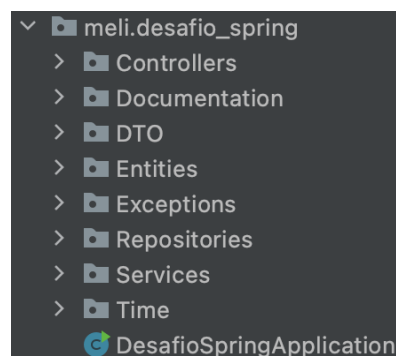 meli.desafio_spring
Controllers
Documentation
DTO
Entities
Exceptions
Repositories
Services
Time
DesafioSpringApplication